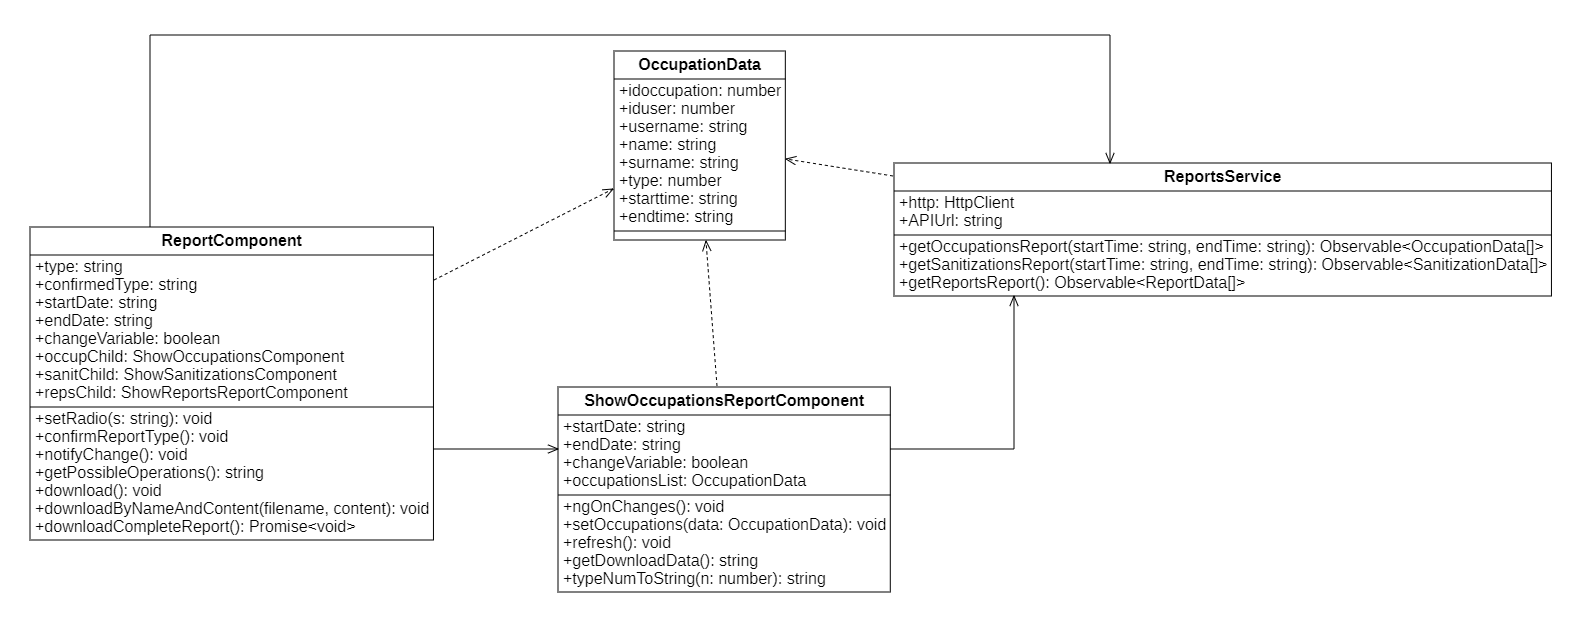 OccupationData
+idoccupation: number
+iduser: number
+username: string
+name: string
+surname: string
+type: number
+starttime: string
+endtime: string
ReportsService
+http: HttpClient
+APIUrl: string
+getOccupationsReport(startTime: string, endTime: string): Observable<OccupationData[]>
+getSanitizationsReport(startTime: string, endTime: string): Observable<SanitizationData[]>
+getReportsReport(): Observable<ReportData[]>
ReportComponent
+type: string
+confirmedType: string
+startDate: string
+endDate: string
+changeVariable: boolean
+occupChild: ShowOccupationsComponent
+sanitChild: ShowSanitizationsComponent
+repsChild: ShowReportsReportComponent
+setRadio(s: string): void
+confirmReportType(): void
+notifyChange(): void
+getPossibleOperations(): string
+download(): void
+downloadByNameAndContent(filename, content): void
+downloadCompleteReport(): Promise<void>
ShowOccupationsReportComponent
+startDate: string
+endDate: string
+changeVariable: boolean
+occupationsList: OccupationData
+ngOnChanges(): void
+setOccupations(data: OccupationData): void
+refresh(): void
+getDownloadData(): string
+typeNumToString(n: number): string